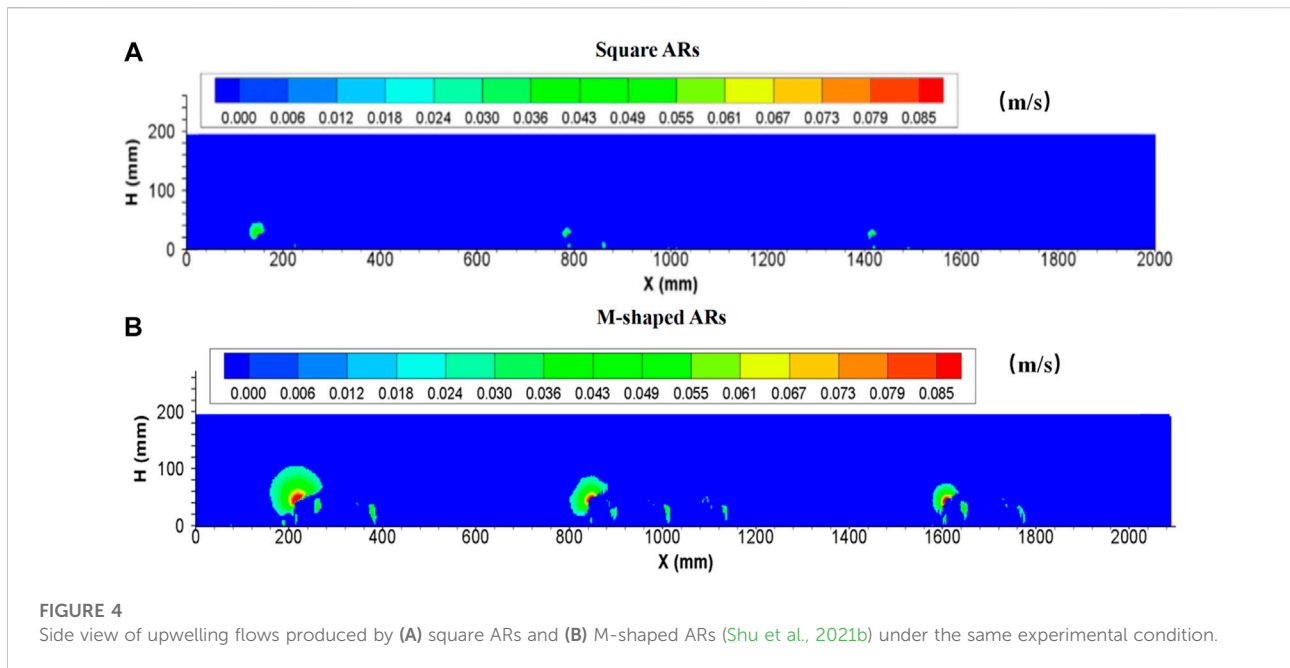 A
Square ARs
(m/s)
0.000 0.006 0.012 0.018 0.024 0.030 0.036 0.043 0.049 0.055 0.061 0.067 0.073 0.079 0.085
200
100
0
H (mm)
0 200 400 600 800 1000 1200 1400 1600 1800 2000
X (mm)
B
M-shaped ARs
(m/s)
0.000 0.006 0.012 0.018 0.024 0.030 0.036 0.043 0.049 0.055 0.061 0.067 0.073 0.079 0.085
200
100
0
H (mm)
0 200 400 600 800 1000 1200 1400 1600 1800 2000
X (mm)
FIGURE 4
Side view of upwelling flows produced by (A) square ARs and (B) M-shaped ARs (Shu et al., 2021b) under the same experimental condition.